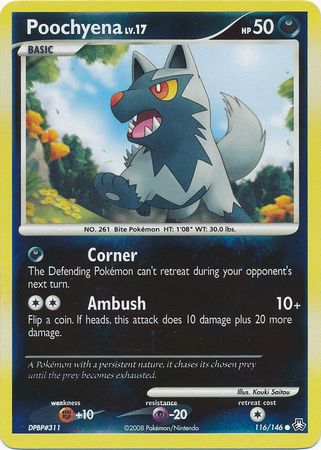 Poochyena LV.17 HP 50
BASIC
NO. 261 Bite Pokémon HT: 1'08" WT: 30.0 lbs.
Corner
The Defending Pokémon can't retreat during your opponent's
next turn.
Ambush 10+
Flip a coin. If heads, this attack does 10 damage plus 20 more
damage.
A Pokémon with a persistent nature, it chases its chosen prey
until the prey becomes exhausted.
Illus. Kouki Saitou
weakness resistance retreat cost
+10 -20
DPBP#311 ©2008 Pokémon/Nintendo 116/146